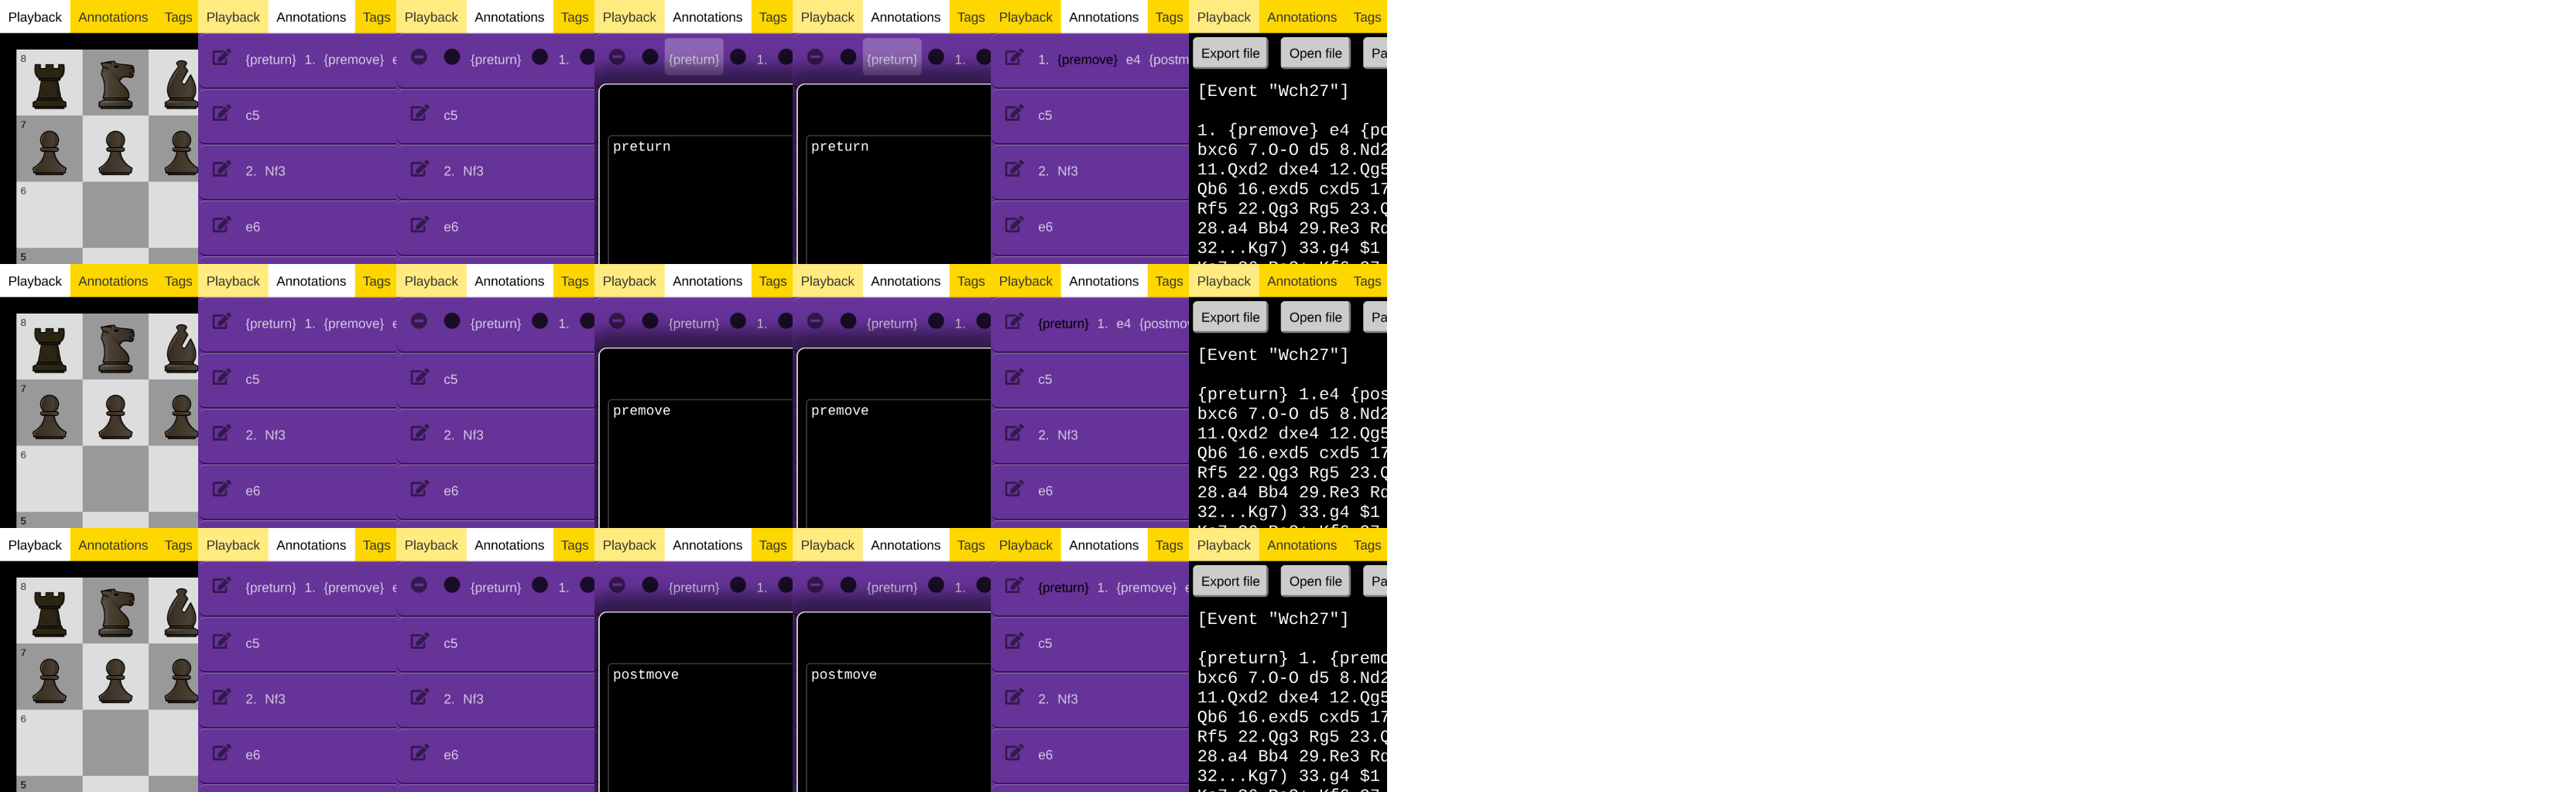 Playback Annotations Tags Playback Annotations Tags Playback Annotations Tags Playback Annotations Tags Playback Annotations Tags Playback Annotations Tags Playback Annotations Tags
8
7
6
5
{preturn} 1. {premove} e
c5
2. Nf3
e6
{preturn} 1.
c5
2. Nf3
e6
{preturn} 1.
preturn
{preturn} 1.
preturn
1. {premove} e4 {postm
c5
2. Nf3
e6
Export file Open file Pa
[Event "Wch27"]
1. {premove} e4 {po
bxc6 7.O-O d5 8.Nd2
11.Qxd2 dxe4 12.Qg5
Qb6 16.exd5 cxd5 17
Rf5 22.Qg3 Rg5 23.Q
28.a4 Bb4 29.Re3 Rd
32...Kg7) 33.g4 $1
Playback Annotations Tags Playback Annotations Tags Playback Annotations Tags Playback Annotations Tags Playback Annotations Tags Playback Annotations Tags Playback Annotations Tags
8
7
6
5
{preturn} 1. {premove} e
c5
2. Nf3
e6
{preturn} 1.
c5
2. Nf3
e6
{preturn} 1.
premove
{preturn} 1.
premove
{preturn} 1. e4 {postmov
c5
2. Nf3
e6
Export file Open file Pa
[Event "Wch27"]
{preturn} 1.e4 {pos
bxc6 7.O-O d5 8.Nd2
11.Qxd2 dxe4 12.Qg5
Qb6 16.exd5 cxd5 17
Rf5 22.Qg3 Rg5 23.Q
28.a4 Bb4 29.Re3 Rd
32...Kg7) 33.g4 $1
Playback Annotations Tags Playback Annotations Tags Playback Annotations Tags Playback Annotations Tags Playback Annotations Tags Playback Annotations Tags Playback Annotations Tags
8
7
6
5
{preturn} 1. {premove} e
c5
2. Nf3
e6
{preturn} 1.
c5
2. Nf3
e6
{preturn} 1.
postmove
{preturn} 1.
postmove
{preturn} 1. {premove} e
c5
2. Nf3
e6
Export file Open file Pa
[Event "Wch27"]
{preturn} 1. {premo
bxc6 7.O-O d5 8.Nd2
11.Qxd2 dxe4 12.Qg5
Qb6 16.exd5 cxd5 17
Rf5 22.Qg3 Rg5 23.Q
28.a4 Bb4 29.Re3 Rd
32...Kg7) 33.g4 $1